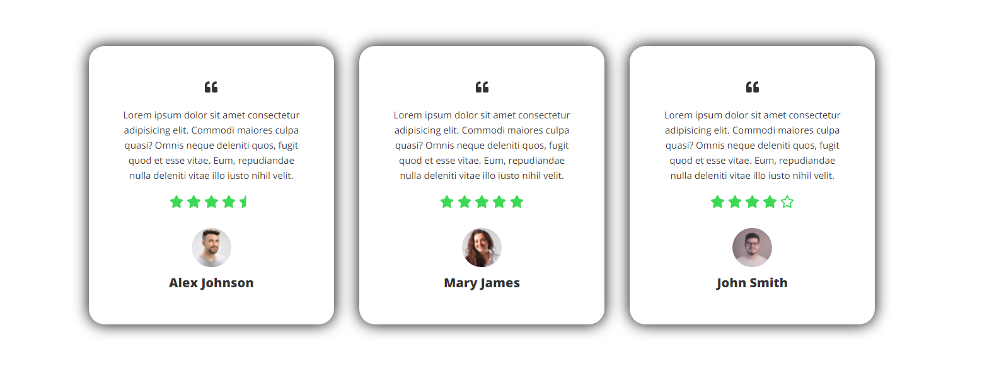 “
Lorem ipsum dolor sit amet consectetur
adipisicing elit. Commodi maiores culpa
quasi? Omnis neque deleniti quos, fugit
quod et esse vitae. Eum, repudiandae
nulla deleniti vitae illo iusto nihil velit.
Alex Johnson
“
Lorem ipsum dolor sit amet consectetur
adipisicing elit. Commodi maiores culpa
quasi? Omnis neque deleniti quos, fugit
quod et esse vitae. Eum, repudiandae
nulla deleniti vitae illo iusto nihil velit.
Mary James
“
Lorem ipsum dolor sit amet consectetur
adipisicing elit. Commodi maiores culpa
quasi? Omnis neque deleniti quos, fugit
quod et esse vitae. Eum, repudiandae
nulla deleniti vitae illo iusto nihil velit.
John Smith